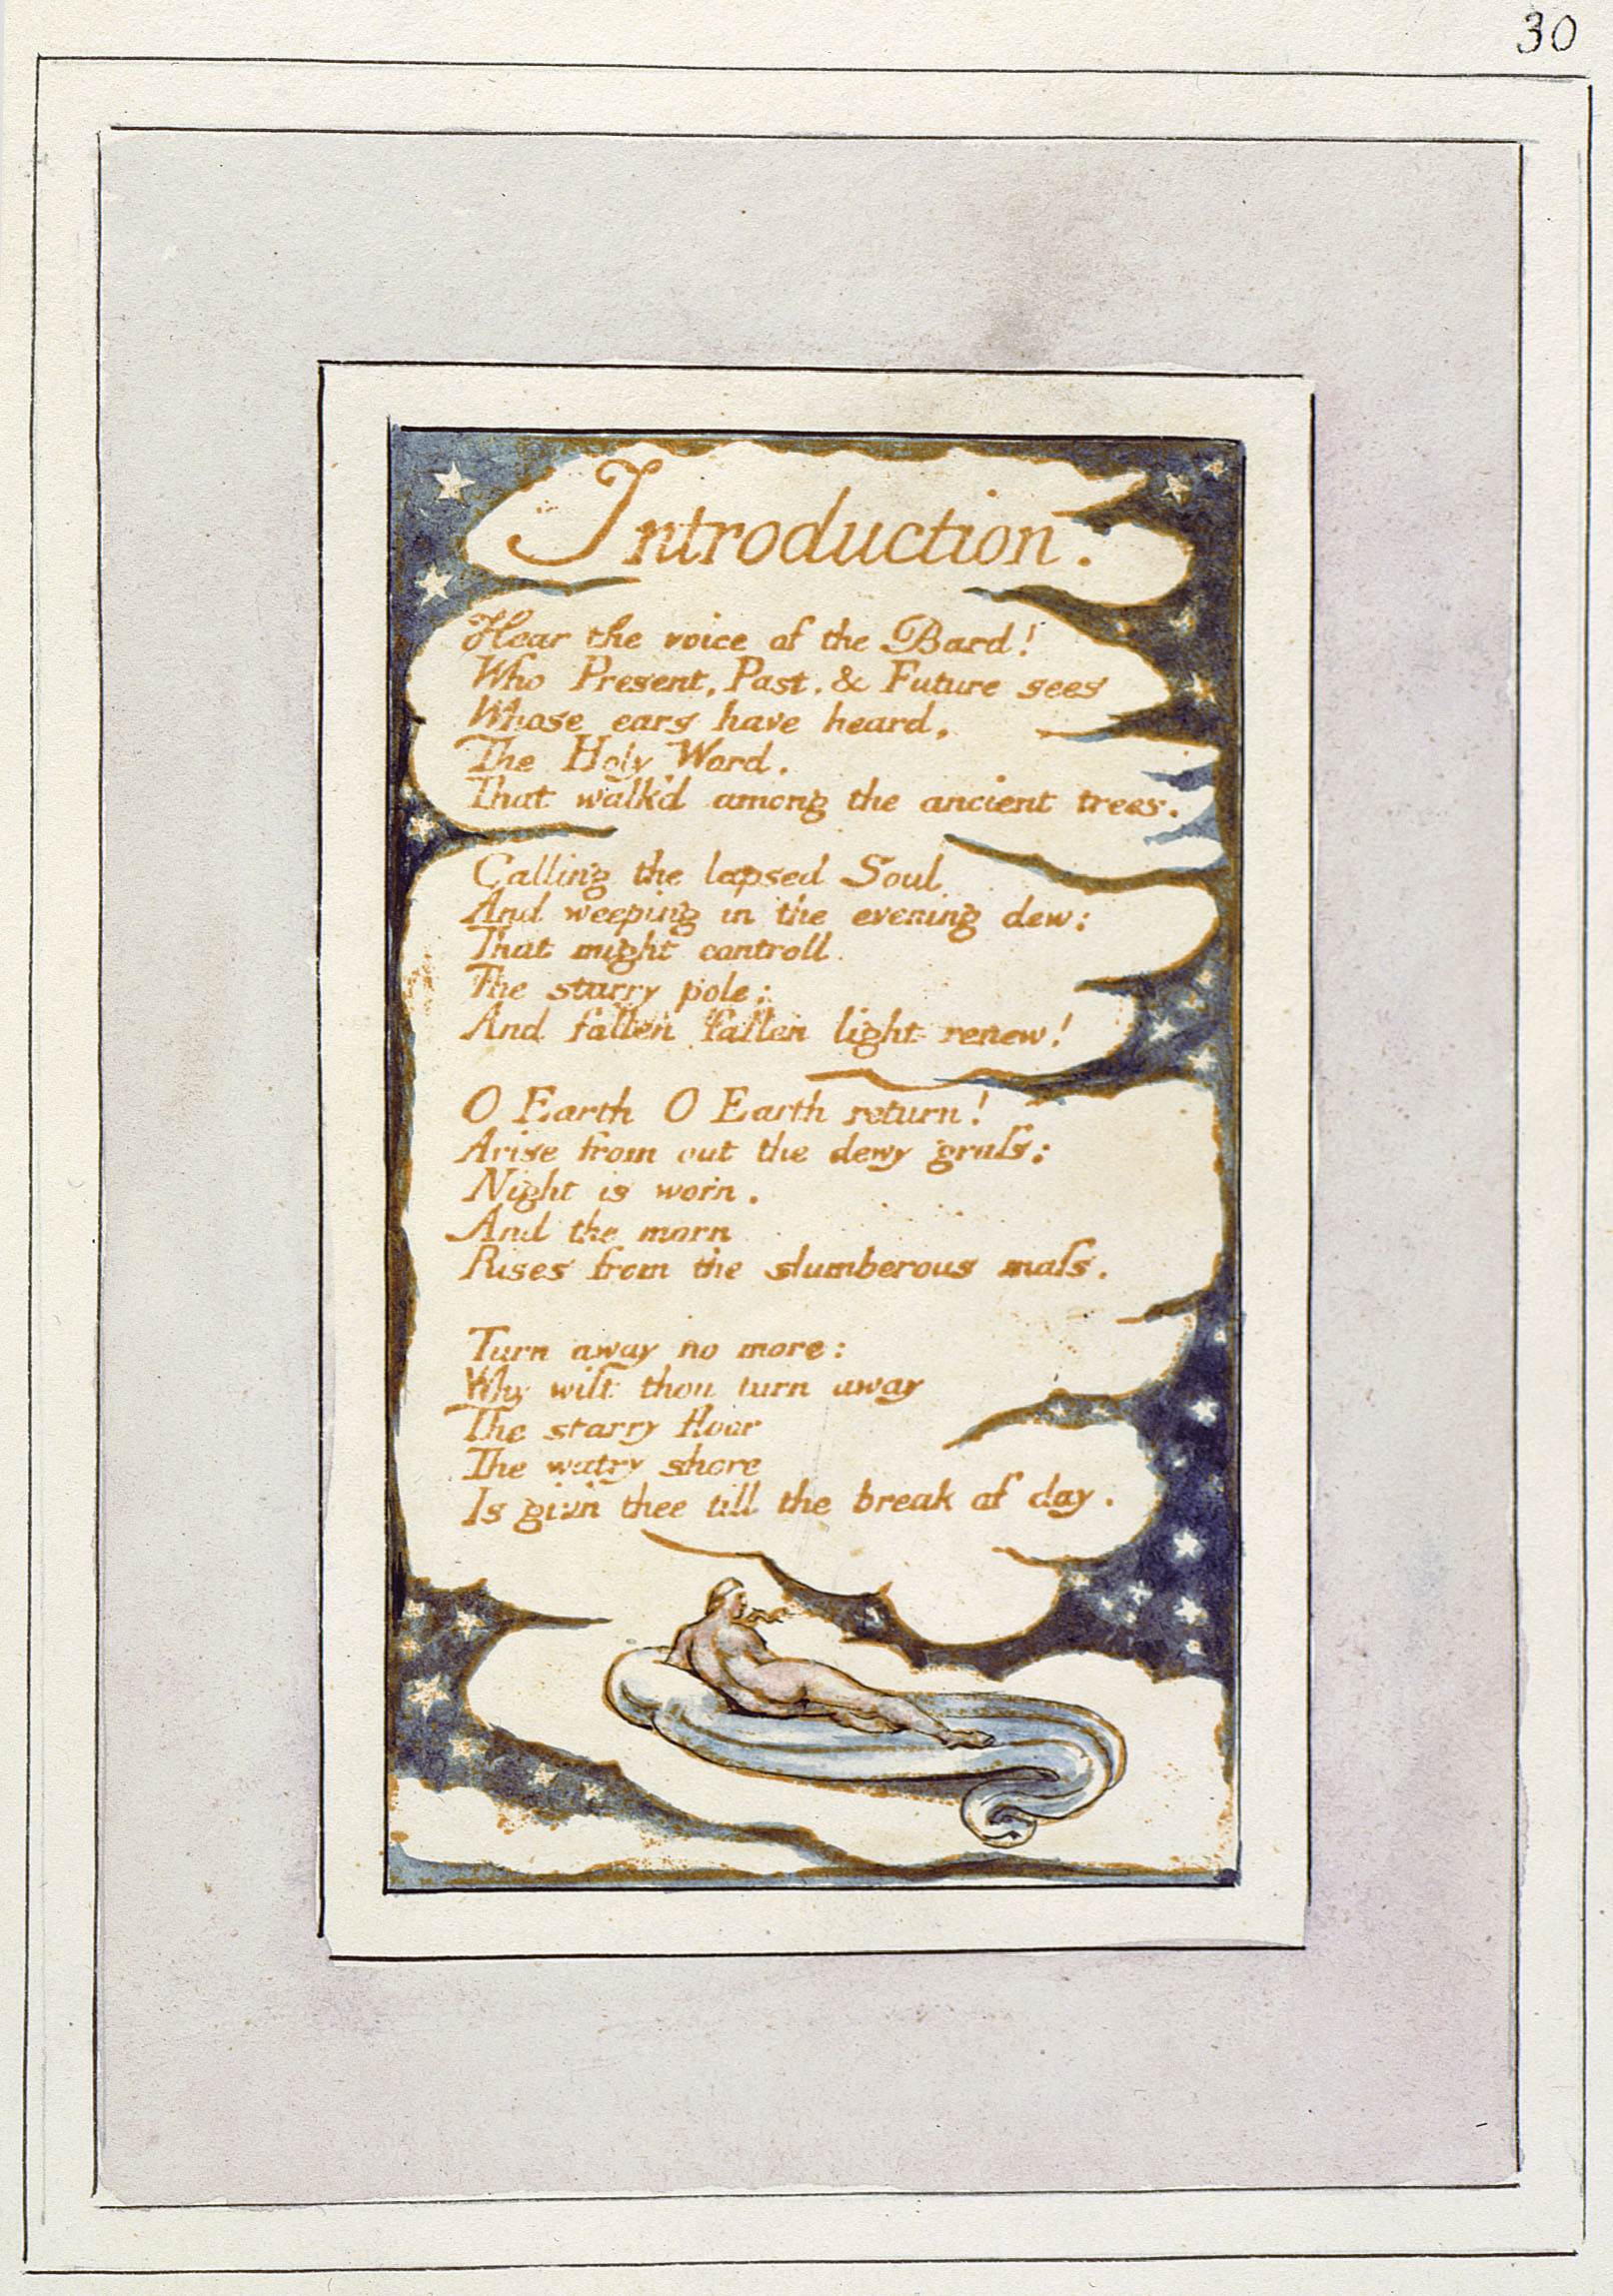 30
Introduction.
Hear the voice of the Bard!
Who Present, Past, & Future sees
Whose ears have heard,
The Holy Word,
That walk'd among the ancient trees.
Calling the lapsed Soul
And weeping in the evening dew:
That might controll.
The starry pole;
And fallen fallen light renew!
O Earth O Earth return!
Arise from out the dewy graſs;
Night is worn.
And the morn
Rises from the slumberous maſs.
Turn away no more:
Why wilt thou turn away
The starry floor
The watry shore
Is giv'n thee till the break of day.